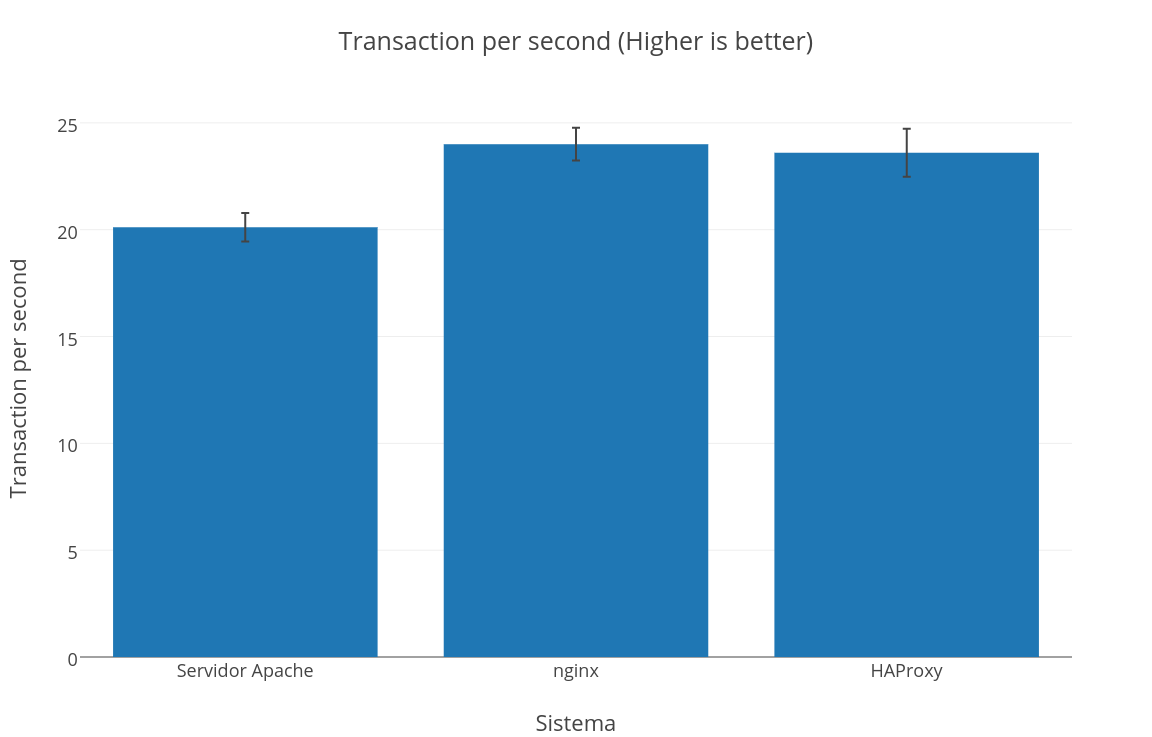 Transaction per second (Higher is better)
Transaction per second
25
20
15
10
5
0
Servidor Apache
nginx
HAProxy
Sistema